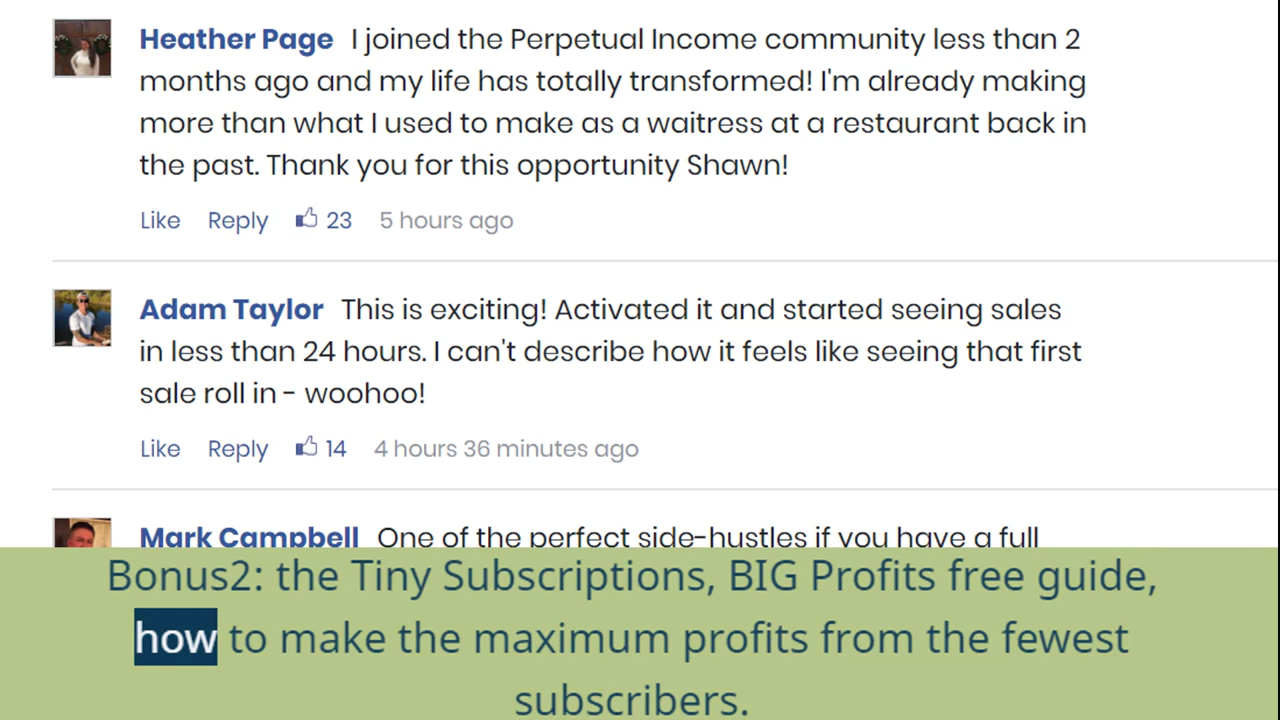 Heather Page I joined the Perpetual Income community less than 2
months ago and my life has totally transformed! I'm already making
more than what I used to make as a waitress at a restaurant back in
the past. Thank you for this opportunity Shawn!
Like Reply 23 5 hours ago
Adam Taylor This is exciting! Activated it and started seeing sales
in less than 24 hours. I can't describe how it feels like seeing that first
sale roll in - woohoo!
Like Reply 14 4 hours 36 minutes ago
Mark Campbell One of the perfect side-hustles if you have a full
Bonus2: the Tiny Subscriptions, BIG Profits free guide,
how to make the maximum profits from the fewest
subscribers.